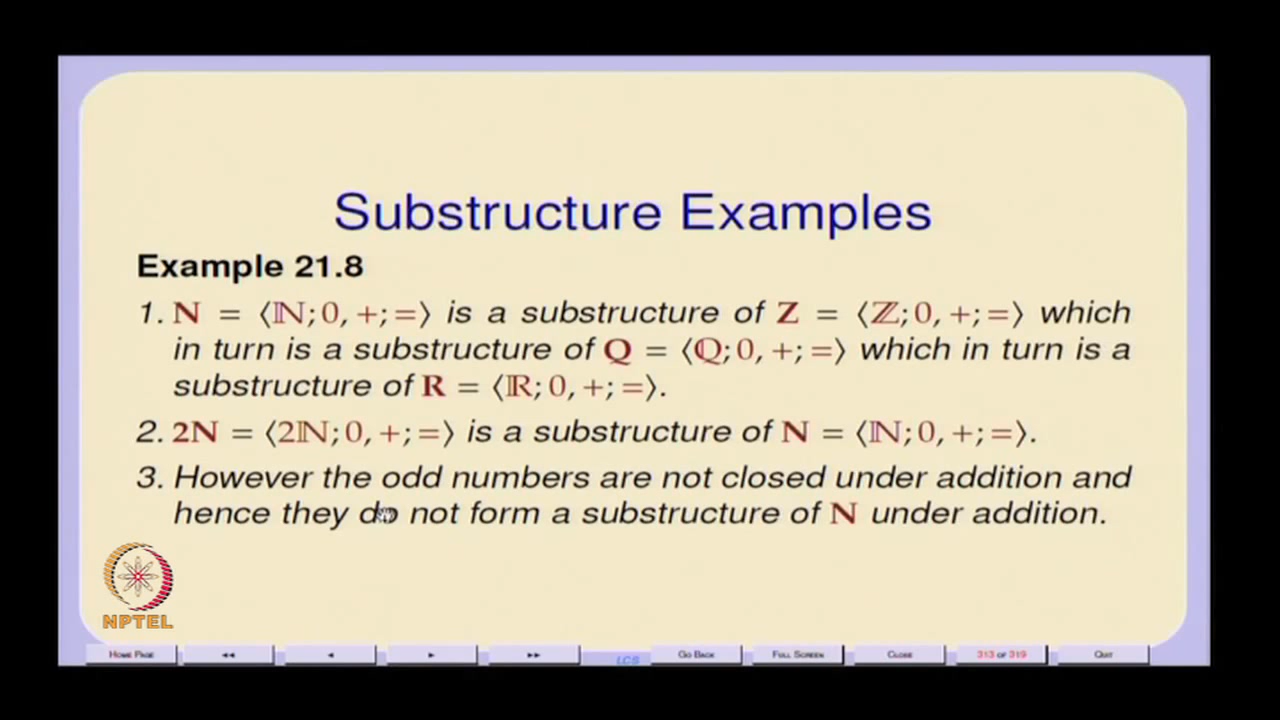 Substructure Examples
Example 21.8
1. N = ⟨ℕ; 0, +; =⟩ is a substructure of Z = ⟨ℤ; 0, +; =⟩ which
in turn is a substructure of Q = ⟨ℚ; 0, +; =⟩ which in turn is a
substructure of R = ⟨ℝ; 0, +; =⟩.
2. 2N = ⟨2ℕ; 0, +; =⟩ is a substructure of N = ⟨ℕ; 0, +; =⟩.
3. However the odd numbers are not closed under addition and
hence they do not form a substructure of N under addition.
NPTEL
HOME PAGE ◄◄ ◄ ► ►► LCS GO BACK FULL SCREEN CLOSE 313 OF 319 QUIT